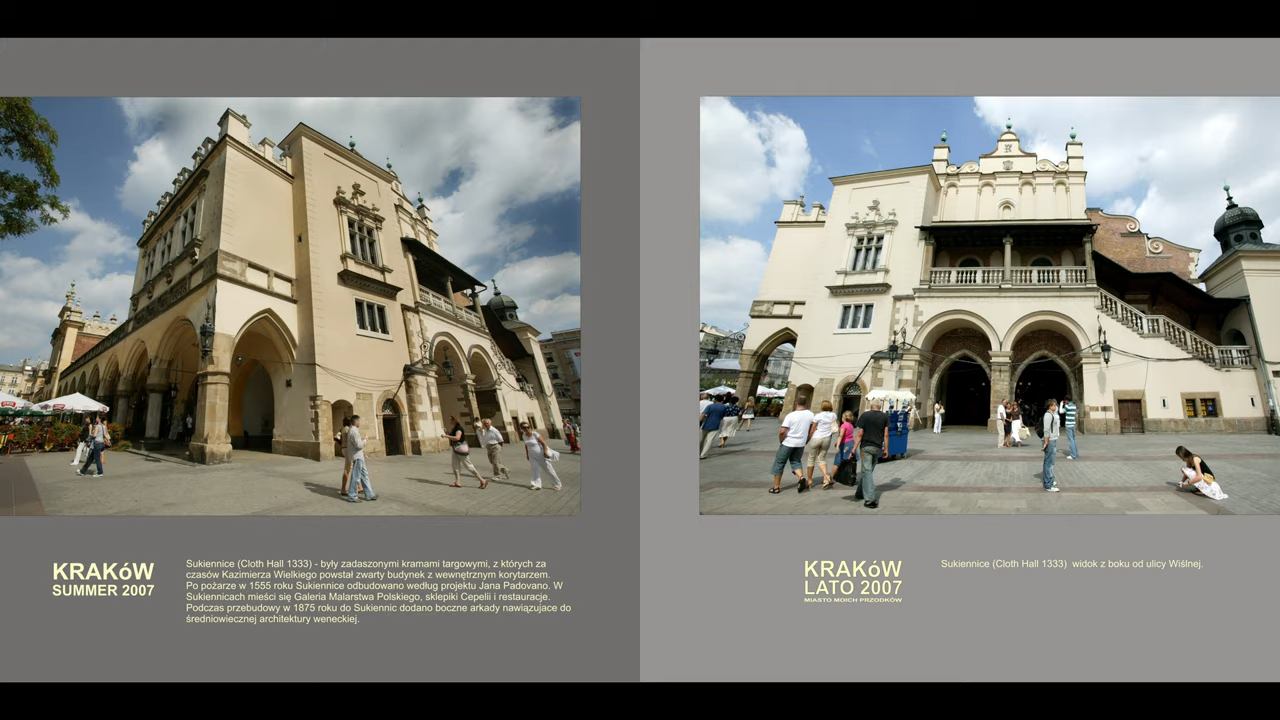 KRAKóW
SUMMER 2007
Sukiennice (Cloth Hall 1333) - były zadaszonymi kramami targowymi, z których za
czasów Kazimierza Wielkiego powstał zwarty budynek z wewnętrznym korytarzem.
Po pożarze w 1555 roku Sukiennice odbudowano według projektu Jana Padovano. W
Sukiennicach mieści się Galeria Malarstwa Polskiego, sklepiki Cepelii i restauracje.
Podczas przebudowy w 1875 roku do Sukiennic dodano boczne arkady nawiązujace do
średniowiecznej architektury weneckiej.
KRAKóW
LATO 2007
MIASTO MOICH PRZODKÓW
Sukiennice (Cloth Hall 1333) widok z boku od ulicy Wiślnej.